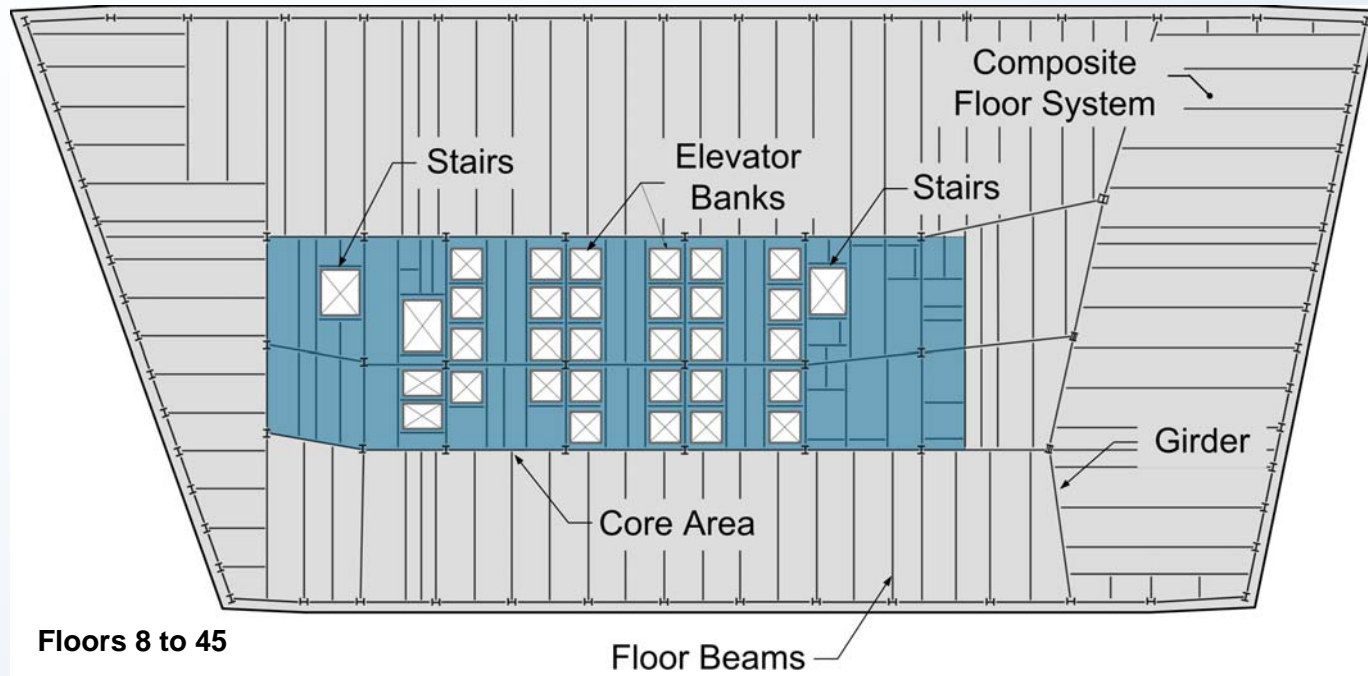 Composite
Floor System
Stairs
Elevator
Banks
Stairs
Girder
Core Area
Floors 8 to 45
Floor Beams